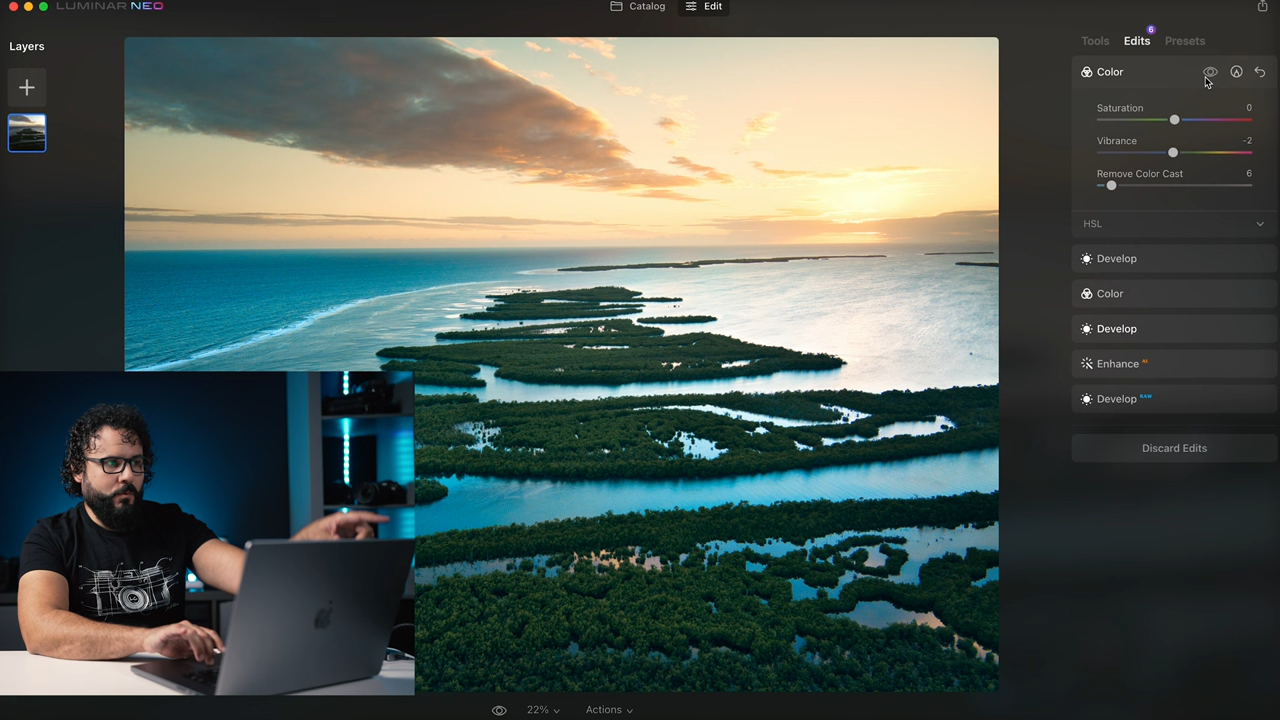 LUMINAR NEO
Catalog
Edit
Layers
Tools
Edits
6
Presets
Color
Saturation
0
Vibrance
-2
Remove Color Cast
6
HSL
Develop
Color
Develop
Enhance AI
Develop RAW
Discard Edits
22%
Actions